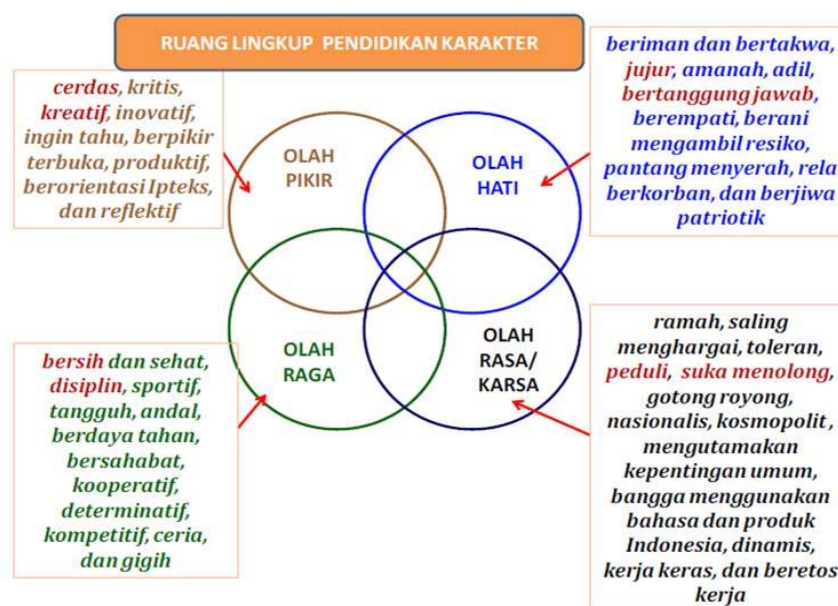 RUANG LINGKUP PENDIDIKAN KARAKTER
cerdas, kritis,
kreatif, inovatif,
ingin tahu, berpikir
terbuka, produktif,
berorientasi Ipteks,
dan reflektif
OLAH
PIKIR
OLAH
HATI
beriman dan bertakwa,
jujur, amanah, adil,
bertanggung jawab,
berempati, berani
mengambil resiko,
pantang menyerah, rela
berkorban, dan berjiwa
patriotik
bersih dan sehat,
disiplin, sportif,
tangguh, andal,
berdaya tahan,
bersahabat,
kooperatif,
determinatif,
kompetitif, ceria,
dan gigih
OLAH
RAGA
OLAH
RASA/
KARSA
ramah, saling
menghargai, toleran,
peduli, suka menolong,
gotong royong,
nasionalis, kosmopolit ,
mengutamakan
kepentingan umum,
bangga menggunakan
bahasa dan produk
Indonesia, dinamis,
kerja keras, dan beretos
kerja